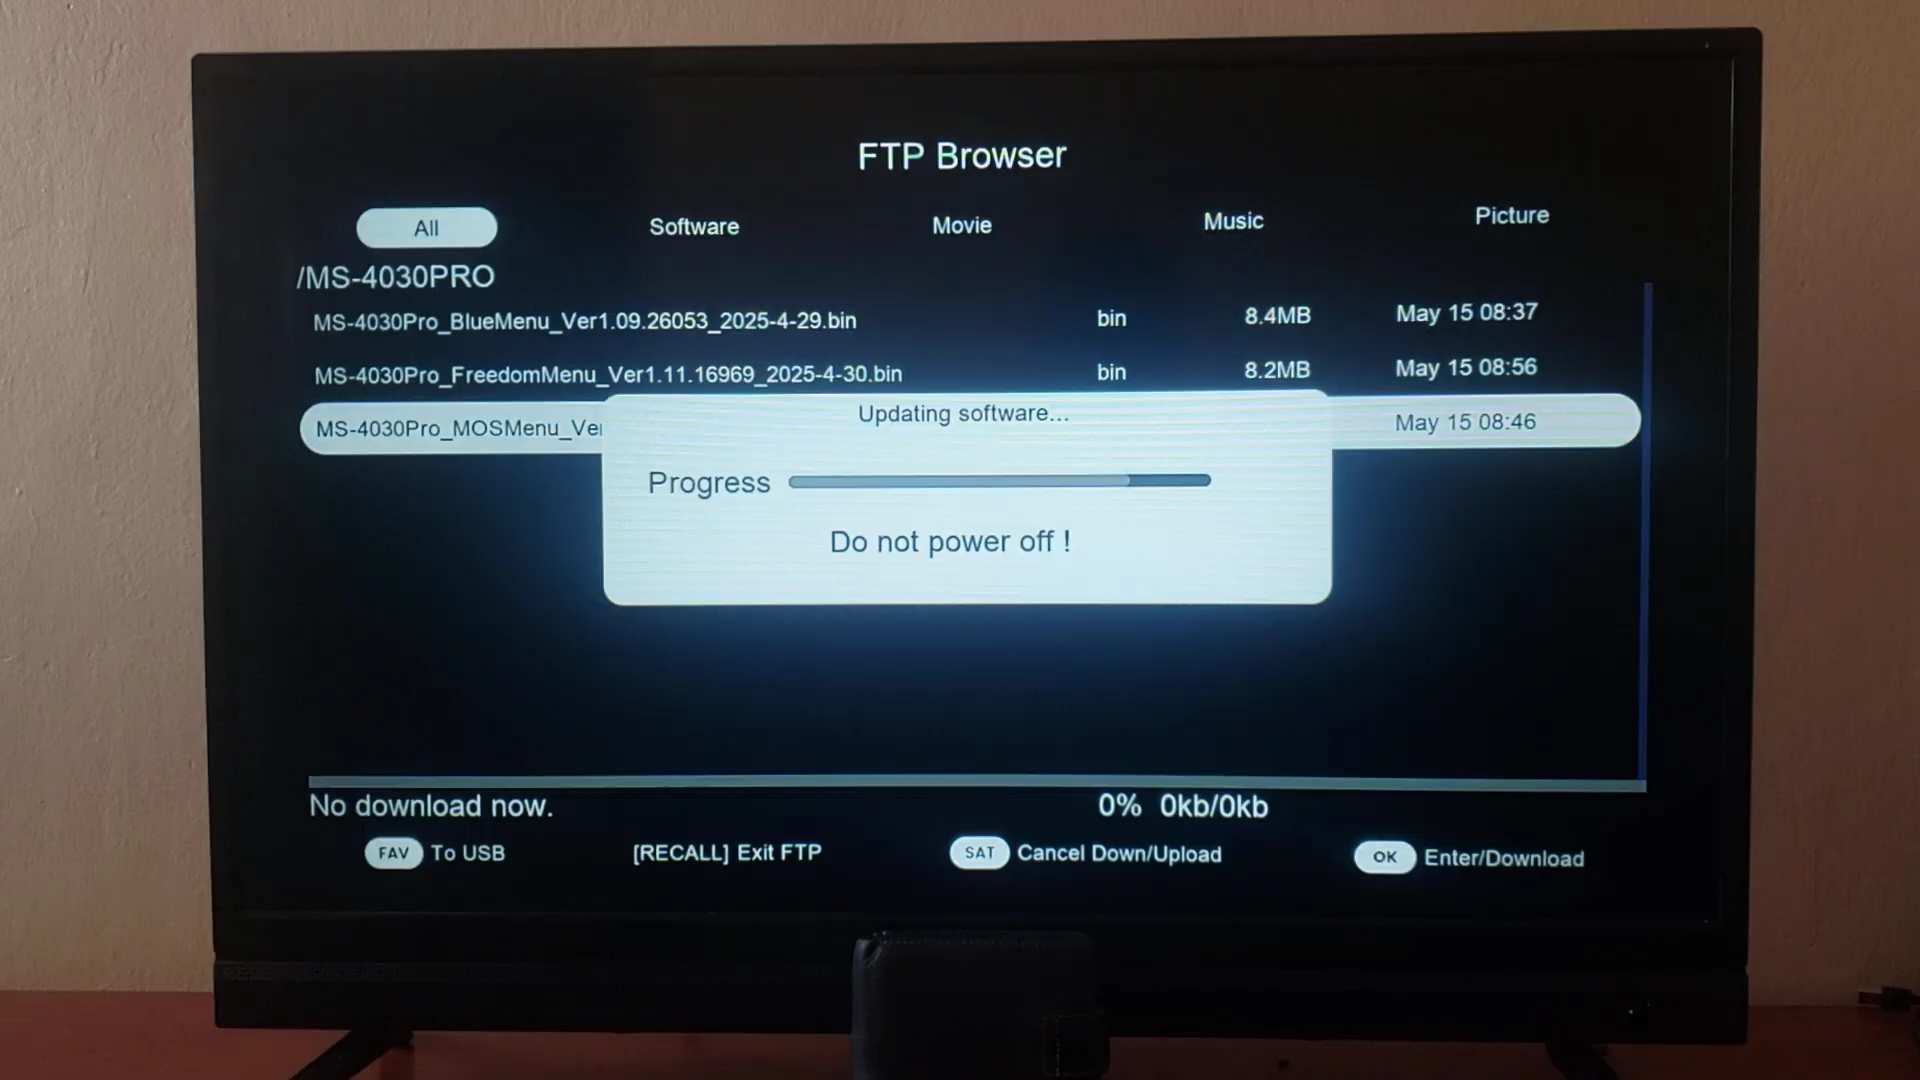 FTP Browser
All Software Movie Music Picture
/MS-4030PRO
MS-4030Pro_BlueMenu_Ver1.09.26053_2025-4-29.bin bin 8.4MB May 15 08:37
MS-4030Pro_FreedomMenu_Ver1.11.16969_2025-4-30.bin bin 8.2MB May 15 08:56
MS-4030Pro_MOSMenu_Ver May 15 08:46
Updating software...
Progress
Do not power off !
No download now. 0% 0kb/0kb
FAV To USB [RECALL] Exit FTP SAT Cancel Down/Upload OK Enter/Download